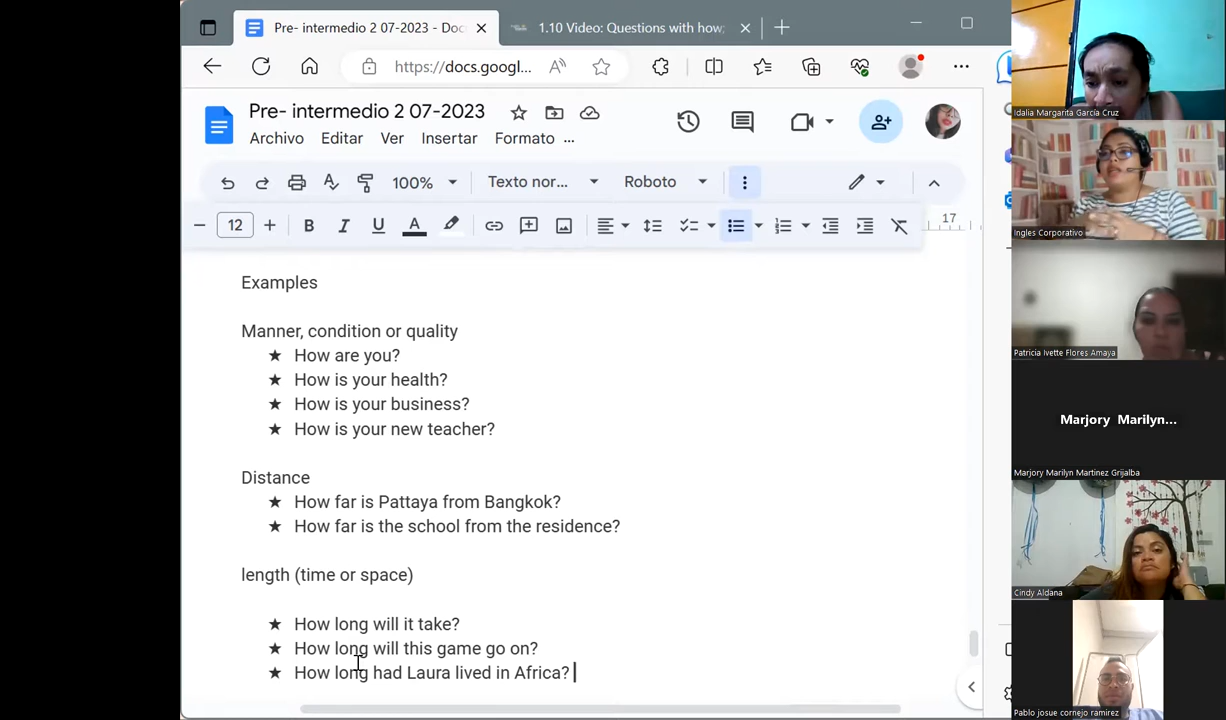 Pre- intermedio 2 07-2023 - Doc
1.10 Video: Questions with how;
https://docs.googl...
Pre- intermedio 2 07-2023
Archivo Editar Ver Insertar Formato ...
100% Texto nor... Roboto
12
17
Examples
Manner, condition or quality
★ How are you?
★ How is your health?
★ How is your business?
★ How is your new teacher?
Distance
★ How far is Pattaya from Bangkok?
★ How far is the school from the residence?
length (time or space)
★ How long will it take?
★ How long will this game go on?
★ How long had Laura lived in Africa?
Idalia Margarita García Cruz
Ingles Corporativo
Patricia Ivette Flores Amaya
Marjory Marilyn...
Marjory Marilyn Martinez Grijalba
Cindy Aldana
Pablo josue cornejo ramirez